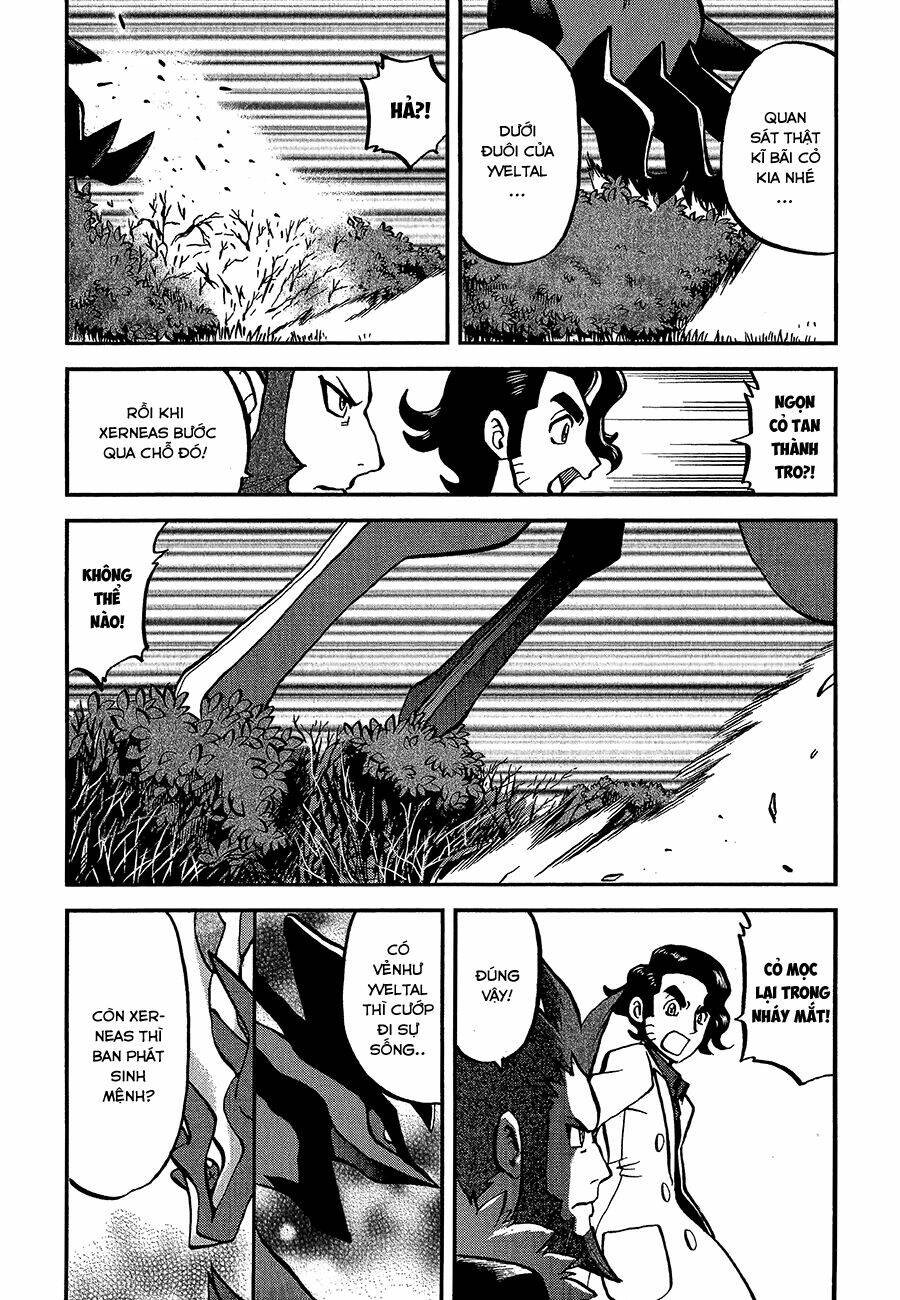 QUAN
SÁT THẬT
KĨ BÃI CỎ
KIA NHÉ
...
DƯỚI
ĐUÔI CỦA
YVELTAL
...
HẢ?!
NGỌN
CỎ TAN
THÀNH
TRO?!
RỒI KHI
XERNEAS BƯỚC
QUA CHỖ ĐÓ!
KHÔNG
THỂ
NÀO!
CỎ MỌC
LẠI TRONG
NHÁY MẮT!
ĐÚNG
VẬY!
CÓ
VẺNHƯ
YVELTAL
THÌ CƯỚP
ĐI SỰ
SỐNG..
CÒN XER-
NEAS THÌ
BAN PHÁT
SINH
MỆNH?